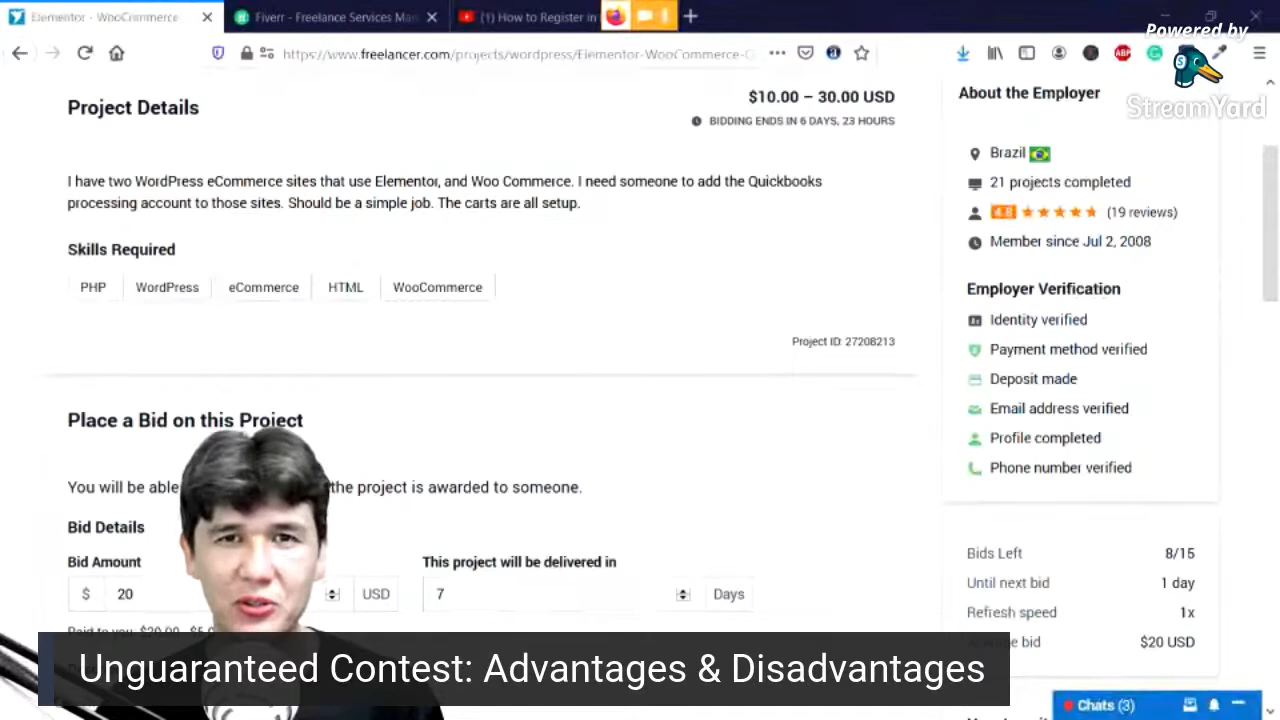 Elementor - WooCommerce
Fiverr - Freelance Services Mar
(1) How to Register in
https://www.freelancer.com/projects/wordpress/Elementor-WooCommerce-
Powered by
StreamYard
ABP
Project Details
$10.00 – 30.00 USD
BIDDING ENDS IN 6 DAYS, 23 HOURS
I have two WordPress eCommerce sites that use Elementor, and Woo Commerce. I need someone to add the Quickbooks
processing account to those sites. Should be a simple job. The carts are all setup.
Skills Required
PHP
WordPress
eCommerce
HTML
WooCommerce
Project ID: 27208213
Place a Bid on this Project
You will be able
the project is awarded to someone.
Bid Details
Bid Amount
$ 20 USD
This project will be delivered in
7 Days
Paid to you: $20.00
About the Employer
Brazil
21 projects completed
4.8 (19 reviews)
Member since Jul 2, 2008
Employer Verification
Identity verified
Payment method verified
Deposit made
Email address verified
Profile completed
Phone number verified
Bids Left 8/15
Until next bid 1 day
Refresh speed 1x
bid $20 USD
Chats (3)
Unguaranteed Contest: Advantages & Disadvantages